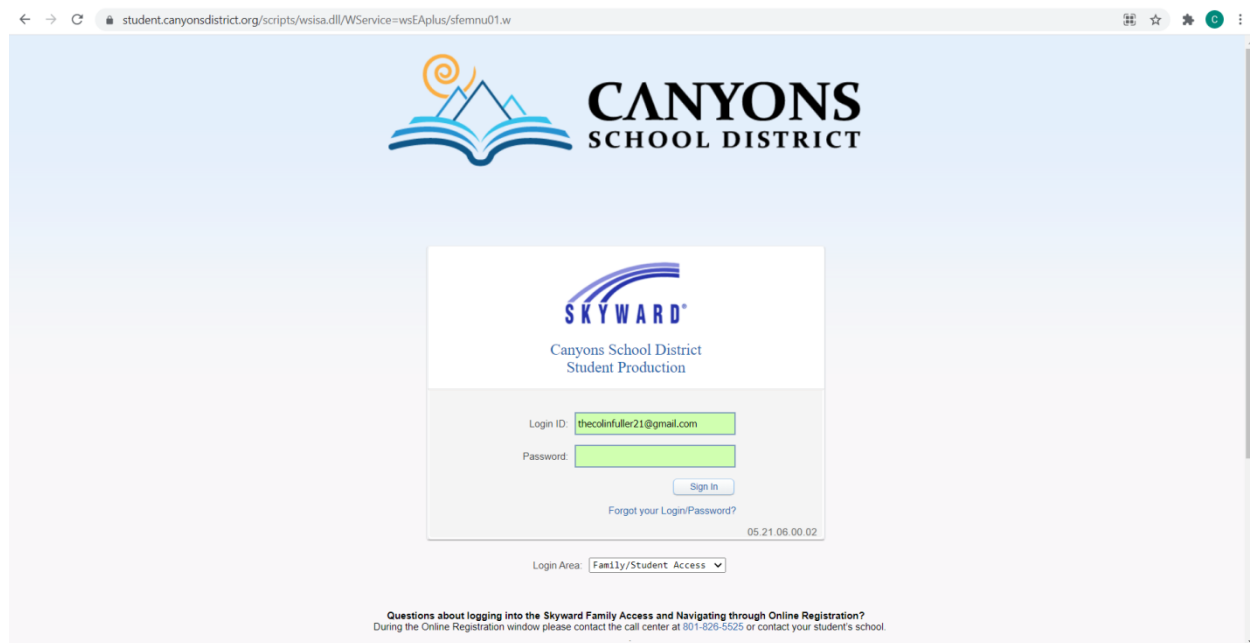 student.canyonsdistrict.org/scripts/wsisa.dll/WService=wsEAplus/sfemnu01.w
C
CANYONS
SCHOOL DISTRICT
SKYWARD®
Canyons School District
Student Production
Login ID: thecolinfuller21@gmail.com
Password:
Sign In
Forgot your Login/Password?
05.21.06.00.02
Login Area: Family/Student Access
Questions about logging into the Skyward Family Access and Navigating through Online Registration?
During the Online Registration window please contact the call center at 801-826-5525 or contact your student's school.